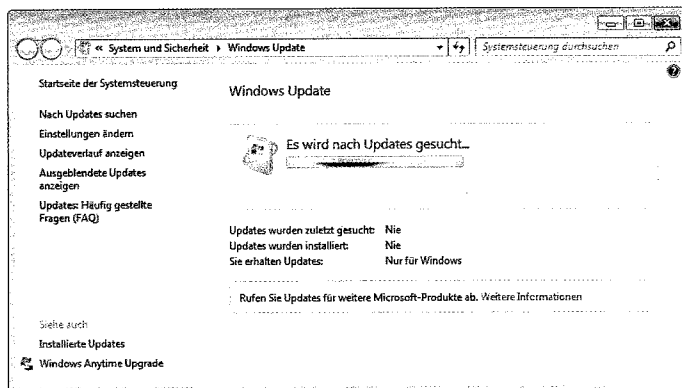 « System und Sicherheit ▸ Windows Update
Systemsteuerung durchsuchen
Startseite der Systemsteuerung
Nach Updates suchen
Einstellungen ändern
Updateverlauf anzeigen
Ausgeblendete Updates
anzeigen
Updates: Häufig gestellte
Fragen (FAQ)
Siehe auch
Installierte Updates
Windows Anytime Upgrade
Windows Update
Es wird nach Updates gesucht...
Updates wurden zuletzt gesucht: Nie
Updates wurden installiert: Nie
Sie erhalten Updates: Nur für Windows
Rufen Sie Updates für weitere Microsoft-Produkte ab. Weitere Informationen